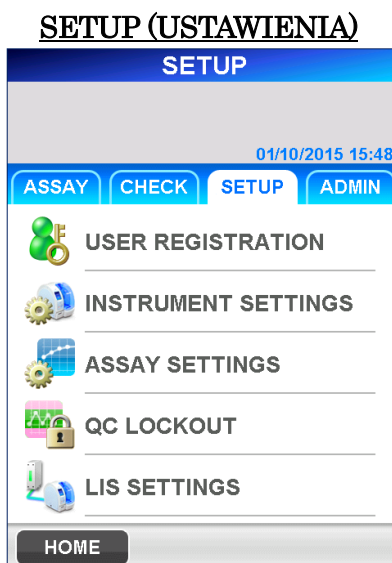 SETUP (USTAWIENIA)
SETUP
01/10/2015 15:48
ASSAY CHECK SETUP ADMIN
USER REGISTRATION
INSTRUMENT SETTINGS
ASSAY SETTINGS
QC LOCKOUT
LIS SETTINGS
HOME